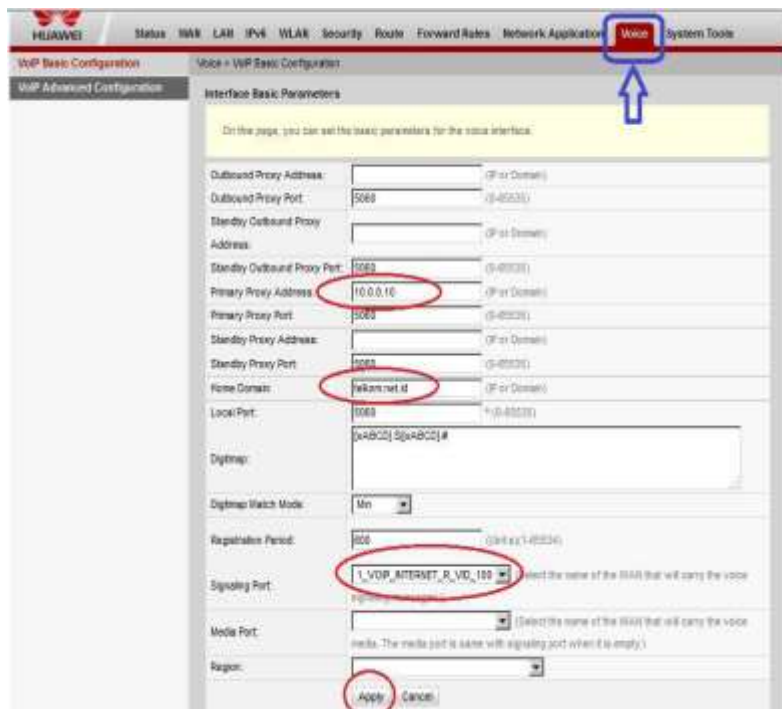 HUAWEI
Status WAN LAN IPv6 WLAN Security Route Forward Rules Network Application Voice System Tools
VoIP Basic Configuration
Voice > VoIP Basic Configuration
VoIP Advanced Configuration
Interface Basic Parameters
On this page, you can set the basic parameters for the voice interface.
Outbound Proxy Address: (IP or Domain)
Outbound Proxy Port: 5060 (0-65535)
Standby Outbound Proxy
Address: (IP or Domain)
Standby Outbound Proxy Port: 5060 (0-65535)
Primary Proxy Address: 10.0.0.10 (IP or Domain)
Primary Proxy Port: 5060 (0-65535)
Standby Proxy Address: (IP or Domain)
Standby Proxy Port: 5060 (0-65535)
Home Domain: telkom.net.id (IP or Domain)
Local Port: 5060 *(0-65535)
Digitmap:
Digitmap Match Mode: Min
Registration Period: 600 (Unit:s;1-65534)
Signaling Port: 1_VOIP_INTERNET_R_VID_100 (Select the name of the WAN that will carry the voice
Media Port: (Select the name of the WAN that will carry the voice
media. The media port is same with signaling port when it is empty.)
Region:
Apply Cancel